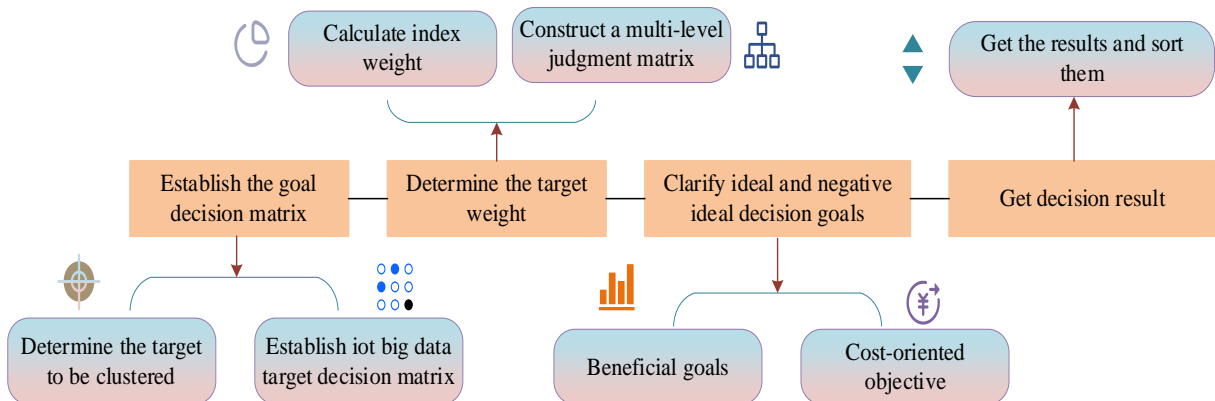 Calculate index
weight
Construct a multi-level
judgment matrix
Get the results and sort
them
Establish the goal
decision matrix
Determine the target
weight
Clarify ideal and negative
ideal decision goals
Get decision result
Determine the target
to be clustered
Establish iot big data
target decision matrix
Beneficial goals
Cost-oriented
objective
¥